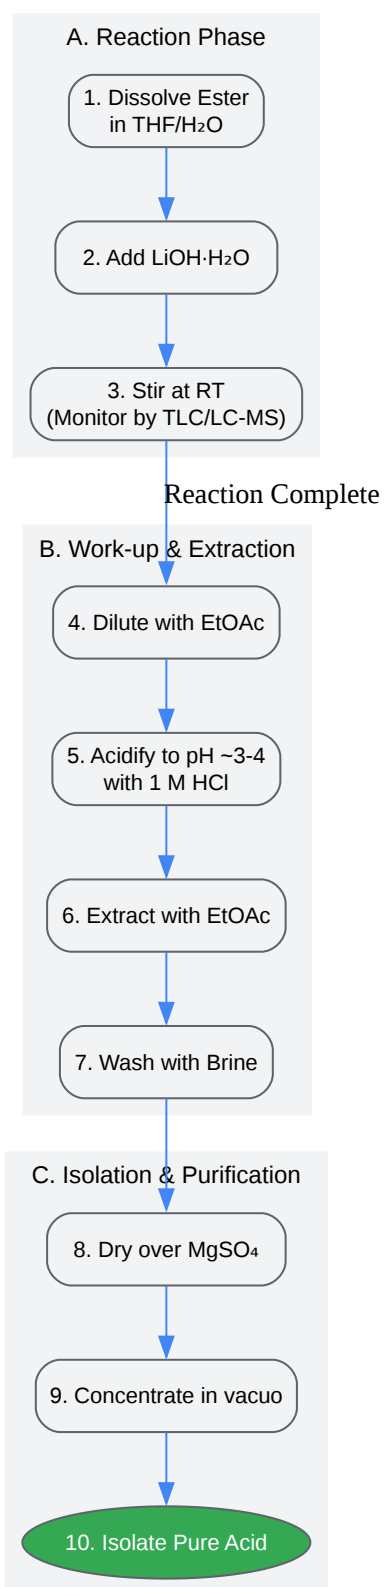 A. Reaction Phase
1. Dissolve Ester
in THF/H₂O
2. Add LiOH·H₂O
3. Stir at RT
(Monitor by TLC/LC-MS)
Reaction Complete
B. Work-up & Extraction
4. Dilute with EtOAc
5. Acidify to pH ~3-4
with 1 M HCl
6. Extract with EtOAc
7. Wash with Brine
C. Isolation & Purification
8. Dry over MgSO₄
9. Concentrate in vacuo
10. Isolate Pure Acid